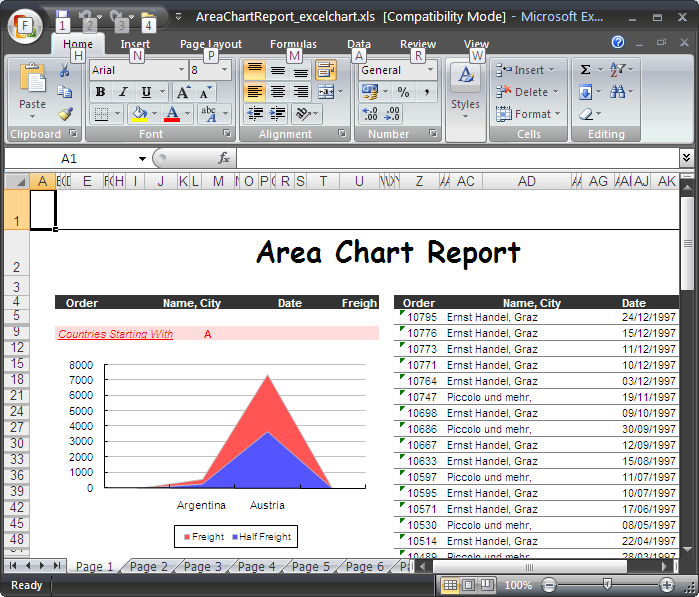 AreaChartReport_excelchart.xls [Compatibility Mode] - Microsoft Ex...
F 1 2 3 4
Home Insert Page Layout Formulas Data Review View
H N P M A R W
Paste
Clipboard
Arial 8
B I U A A
A abc
Font
Alignment
General
% ,
.00 .0
Number
Styles
A
Insert
Delete
Format
Cells
Σ
Editing
A1 fx
A E H I J K L M O P R S T U Z AC AD AG AJ AK
1
2
3
4
5
9
12
15
18
21
24
27
30
33
36
39
42
45
48
Area Chart Report
Order Name, City Date Freigh
Countries Starting With A
8000
7000
6000
5000
4000
3000
2000
1000
0
Argentina Austria
Freight Half Freight
Order Name, City Date
10795 Ernst Handel, Graz 24/12/1997
10776 Ernst Handel, Graz 15/12/1997
10773 Ernst Handel, Graz 11/12/1997
10771 Ernst Handel, Graz 10/12/1997
10764 Ernst Handel, Graz 03/12/1997
10747 Piccolo und mehr, 19/11/1997
10698 Ernst Handel, Graz 09/10/1997
10686 Piccolo und mehr, 30/09/1997
10667 Ernst Handel, Graz 12/09/1997
10633 Ernst Handel, Graz 15/08/1997
10597 Piccolo und mehr, 11/07/1997
10595 Ernst Handel, Graz 10/07/1997
10571 Ernst Handel, Graz 17/06/1997
10530 Piccolo und mehr, 08/05/1997
10514 Ernst Handel, Graz 22/04/1997
10489 Piccolo und mehr, 28/03/1997
Page 1 Page 2 Page 3 Page 4 Page 5 Page 6
Ready 100%